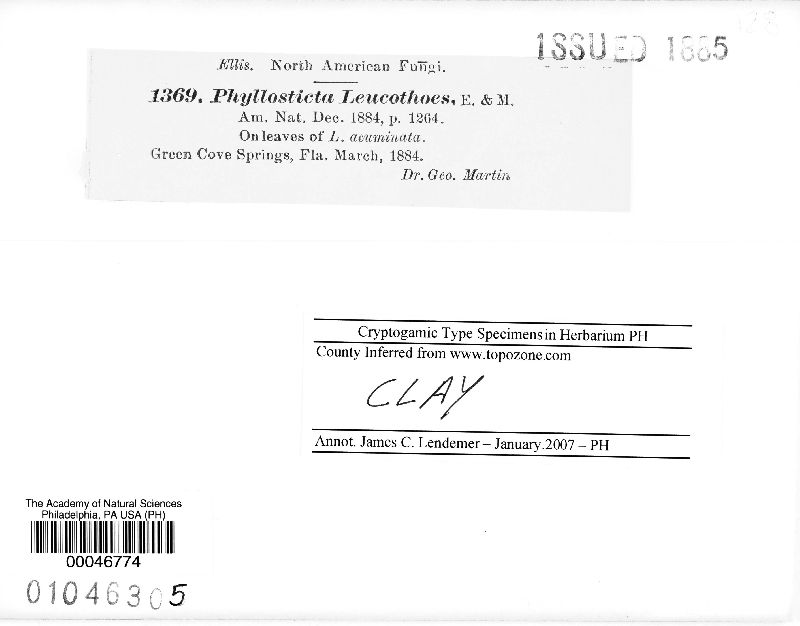 ISSUED 1885
Ellis. North American Fungi.
1369. Phyllosticta Leucothoes, E. & M.
Am. Nat. Dec. 1884, p. 1264.
On leaves of L. acuminata.
Green Cove Springs, Fla. March, 1884.
Dr. Geo. Martin
Cryptogamic Type Specimens in Herbarium PH
County Inferred from www.topozone.com
CLAY
Annot. James C. Lendemer – January.2007 – PH
The Academy of Natural Sciences
Philadelphia, PA USA (PH)
00046774
01046305